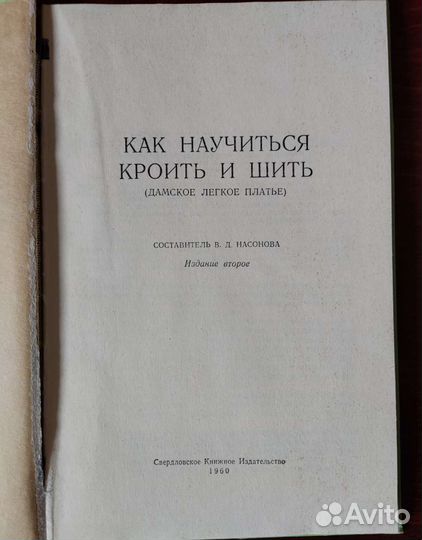 КАК НАУЧИТЬСЯ
КРОИТЬ И ШИТЬ
(ДАМСКОЕ ЛЕГКОЕ ПЛАТЬЕ)
СОСТАВИТЕЛЬ В. Д. НАСОНОВА
Издание второе
Свердловское Книжное Издательство
1960
Avito